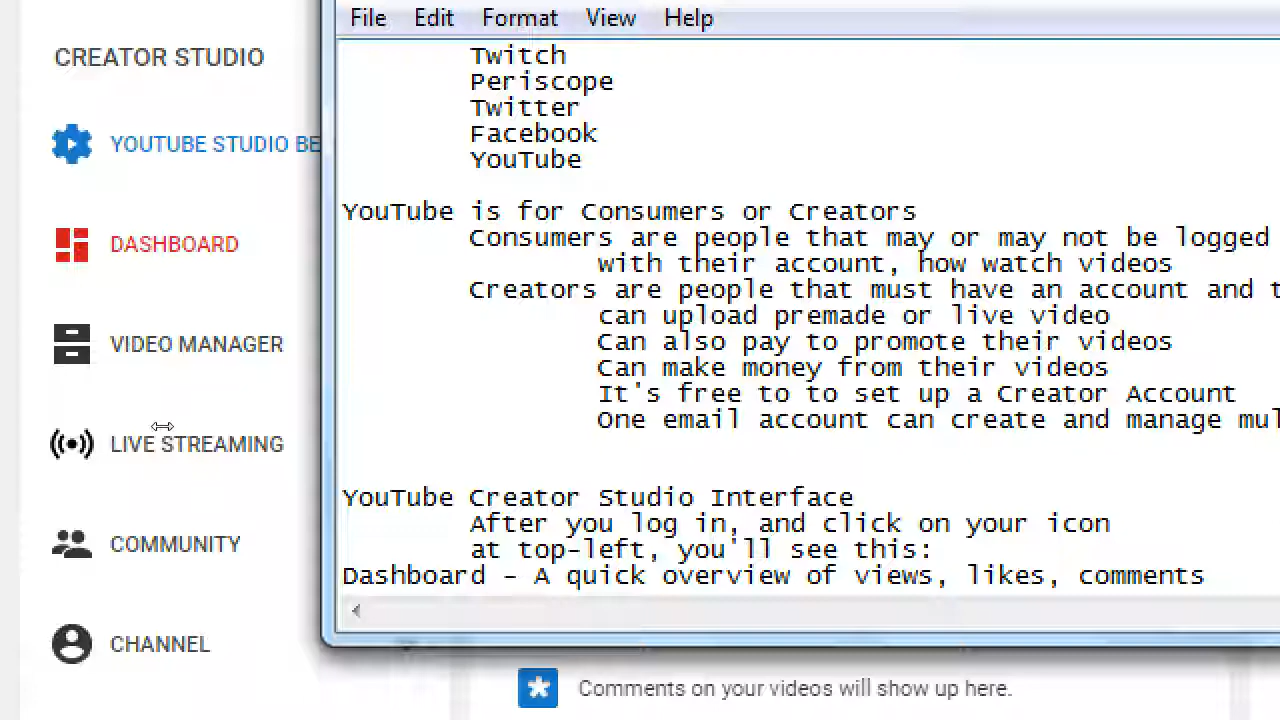 CREATOR STUDIO
YOUTUBE STUDIO BE
DASHBOARD
VIDEO MANAGER
LIVE STREAMING
COMMUNITY
CHANNEL
File Edit Format View Help
Twitch
Periscope
Twitter
Facebook
YouTube
YouTube is for Consumers or Creators
Consumers are people that may or may not be logged
with their account, how watch videos
Creators are people that must have an account and t
can upload premade or live video
Can also pay to promote their videos
Can make money from their videos
It's free to to set up a Creator Account
One email account can create and manage mul
YouTube Creator Studio Interface
After you log in, and click on your icon
at top-left, you'll see this:
Dashboard - A quick overview of views, likes, comments
Comments on your videos will show up here.